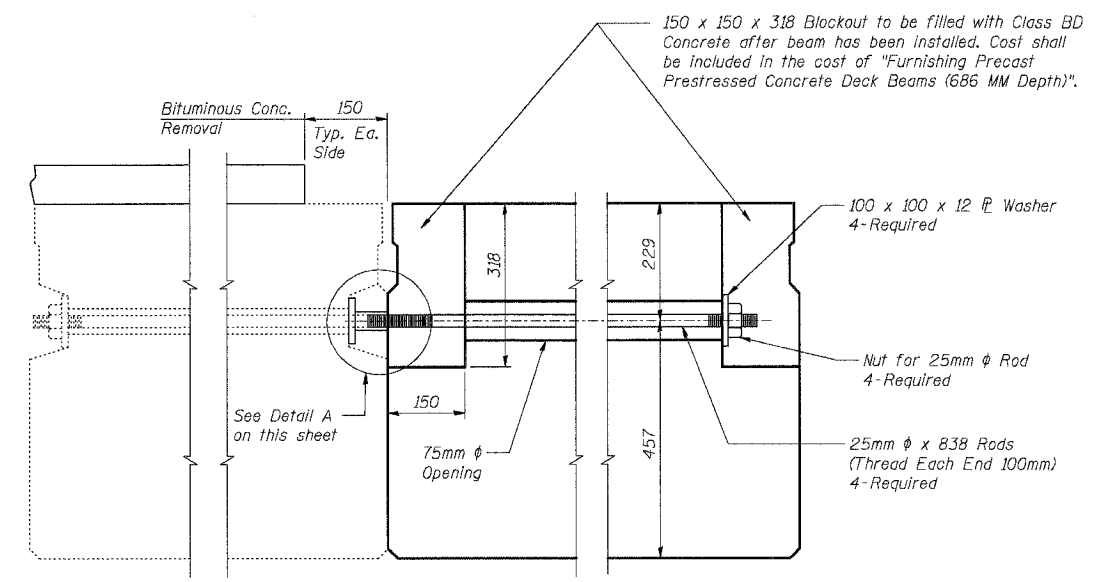 150 x 150 x 318 Blockout to be filled with Class BD
Concrete after beam has been installed. Cost shall
be included in the cost of "Furnishing Precast
Prestressed Concrete Deck Beams (686 MM Depth)".
Bituminous Conc.
Removal
150
Typ. Ea.
Side
100 x 100 x 12 ℄ Washer
4-Required
318
229
Nut for 25mm ϕ Rod
4-Required
See Detail A
on this sheet
150
75mm ϕ
Opening
457
25mm ϕ x 838 Rods
(Thread Each End 100mm)
4-Required